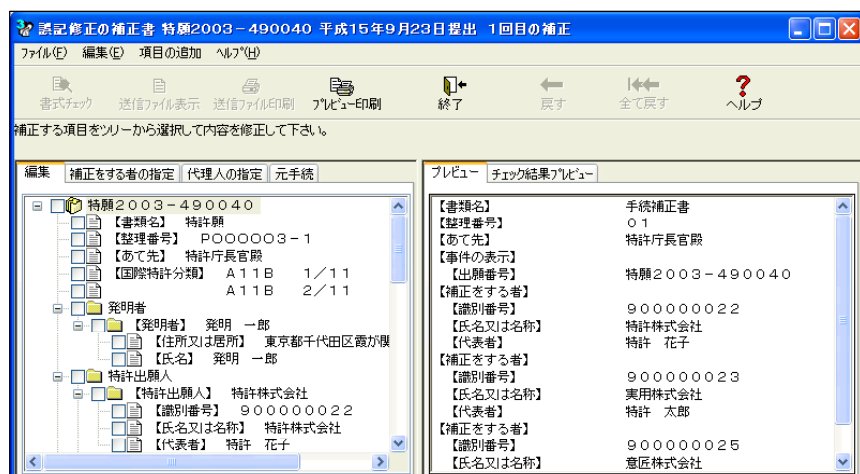 誤記修正の補正書 特願2003-490040 平成15年9月23日提出 1回目の補正
ファイル(F) 編集(E) 項目の追加 ヘルプ(H)
書式チェック 送信ファイル表示 送信ファイル印刷 プレビュー印刷 終了 戻す 全て戻す ヘルプ
補正する項目をツリーから選択して内容を修正して下さい。
編集 補正をする者の指定 代理人の指定 元手続
特願2003-490040
【書類名】 特許願
【整理番号】 P000003-1
【あて先】 特許庁長官殿
【国際特許分類】 A11B 1/11
A11B 2/11
発明者
【発明者】 発明 一郎
【住所又は居所】 東京都千代田区霞が関
【氏名】 発明 一郎
特許出願人
【特許出願人】 特許株式会社
【識別番号】 900000022
【氏名又は名称】 特許株式会社
【代表者】 特許 花子
プレビュー チェック結果プレビュー
【書類名】 手続補正書
【整理番号】 01
【あて先】 特許庁長官殿
【事件の表示】
【出願番号】 特願2003-490040
【補正をする者】
【識別番号】 900000022
【氏名又は名称】 特許株式会社
【代表者】 特許 花子
【補正をする者】
【識別番号】 900000023
【氏名又は名称】 実用株式会社
【代表者】 特許 太郎
【補正をする者】
【識別番号】 900000025
【氏名又は名称】 意匠株式会社